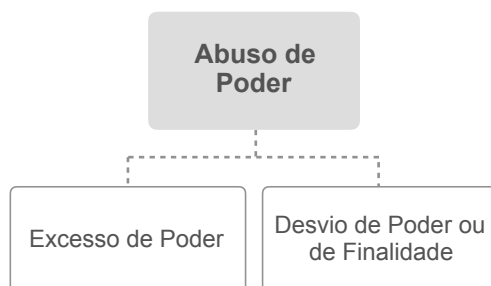 Abuso de
Poder
Excesso de Poder
Desvio de Poder ou
de Finalidade